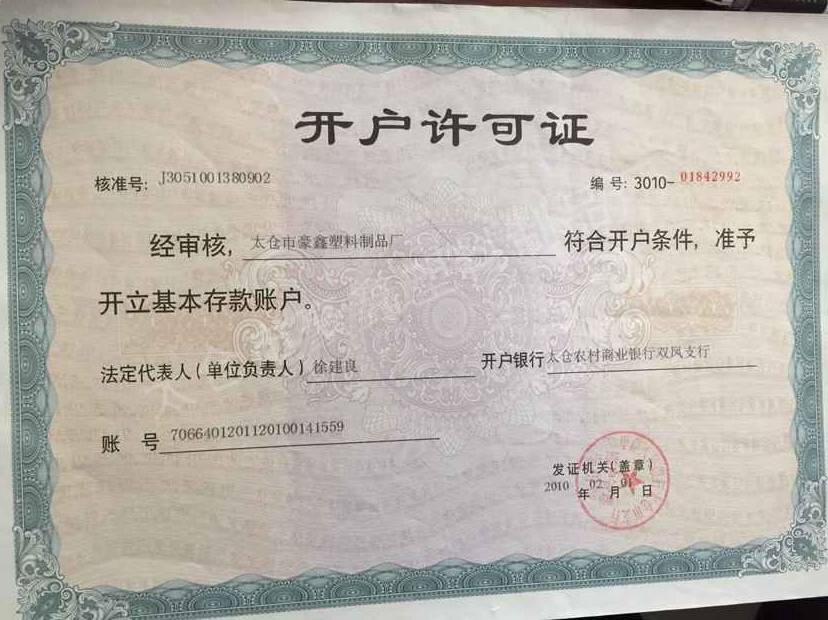 开户许可证
核准号: J3051001380902 编号: 3010-01842992
经审核, 太仓市豪鑫塑料制品厂 符合开户条件, 准予
开立基本存款账户。
法定代表人(单位负责人) 徐建良 开户银行 太仓农村商业银行双凤支行
账 号 7066401201120100141559
发证机关(盖章)
2010 年 02 月 01 日